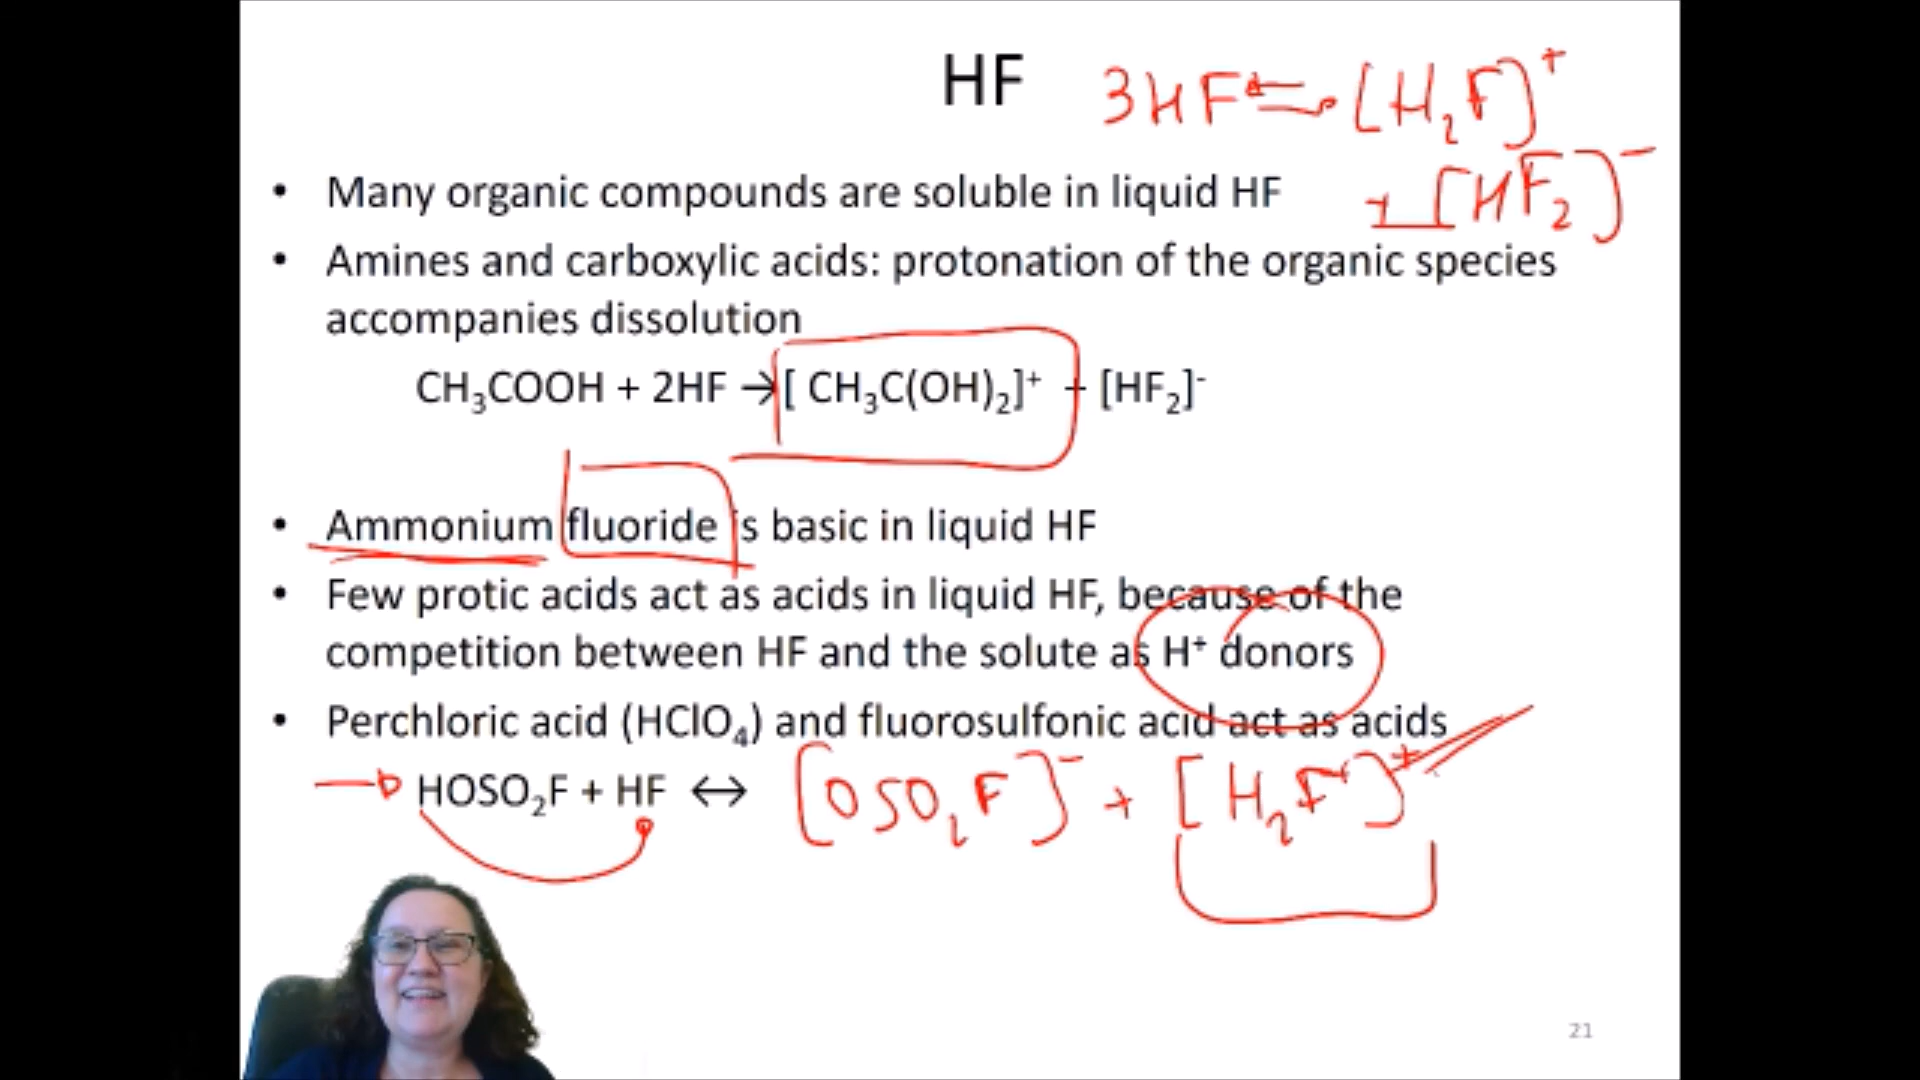 HF
3HF ⇌ [H₂F]⁺
+ [HF₂]⁻
• Many organic compounds are soluble in liquid HF
• Amines and carboxylic acids: protonation of the organic species
accompanies dissolution
CH₃COOH + 2HF →[ CH₃C(OH)₂]⁺ + [HF₂]⁻
• Ammonium fluoride is basic in liquid HF
• Few protic acids act as acids in liquid HF, because of the
competition between HF and the solute as H⁺ donors
• Perchloric acid (HClO₄) and fluorosulfonic acid act as acids
HOSO₂F + HF ↔ [OSO₂F]⁻ + [H₂F]⁺
21